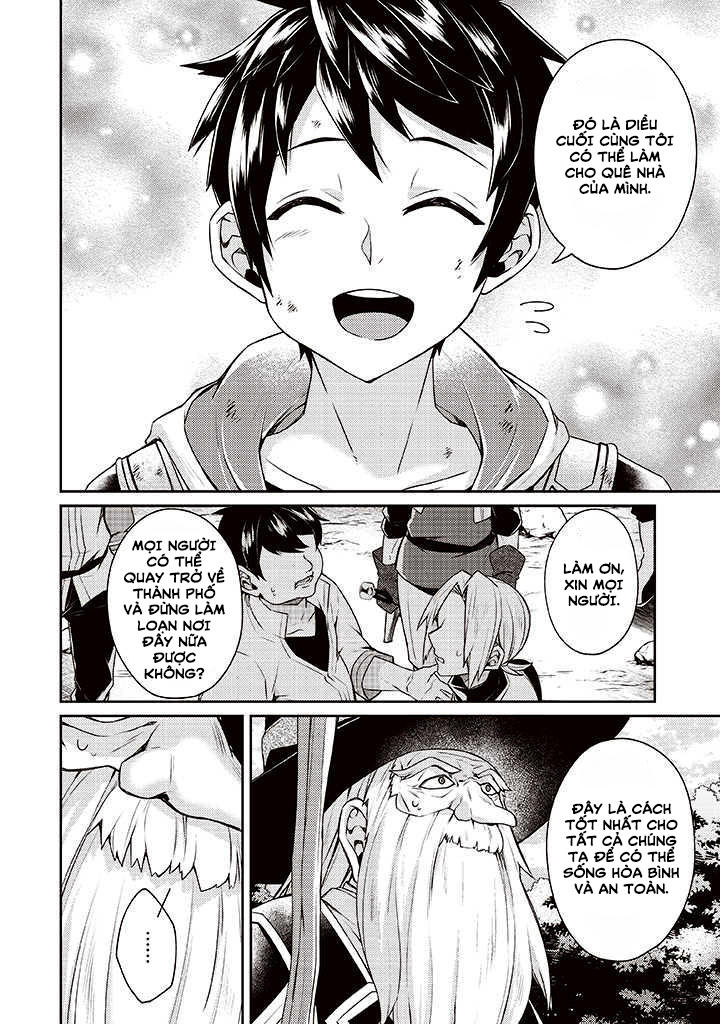 ĐÓ LÀ DIỀU
CUỐI CÙNG TÔI
CÓ THỂ LÀM
CHO QUÊ NHÀ
CỦA MÌNH.
LÀM ƠN,
XIN MỌI
NGƯỜI.
MỌI NGƯỜI
CÓ THỂ
QUAY TRỞ VỀ
THÀNH PHỐ
VÀ ĐỪNG LÀM
LOẠN NƠI
ĐÂY NỮA
ĐƯỢC
KHÔNG?
ĐÂY LÀ CÁCH
TỐT NHẤT CHO
TẤT CẢ CHÚNG
TA ĐỂ CÓ THỂ
SỐNG HÒA BÌNH
VÀ AN TOÀN.
......